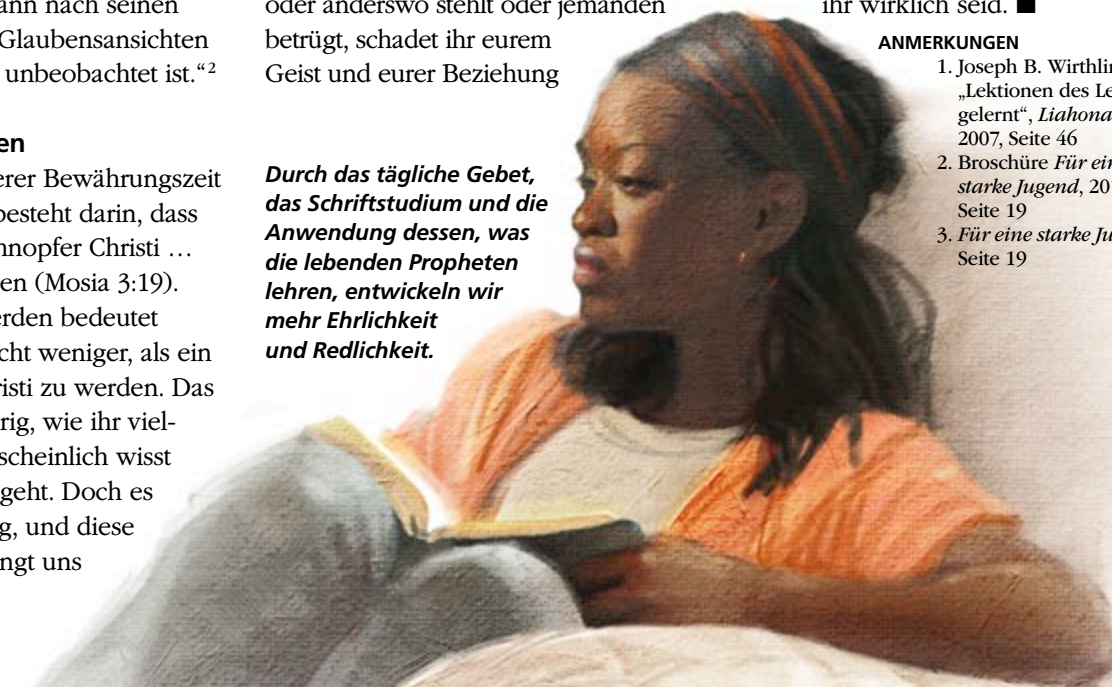 ann nach seinen
Glaubensansichten
unbeobachtet ist.“²
en
erer Bewährungszeit
besteht darin, dass
hnopfer Christi …
en (Mosia 3:19).
erden bedeutet
cht weniger, als ein
risti zu werden. Das
rig, wie ihr viel-
scheinlich wisst
geht. Doch es
g, und diese
ngt uns
oder anderswo stehlt oder jemanden
betrügt, schadet ihr eurem
Geist und eurer Beziehung
Durch das tägliche Gebet,
das Schriftstudium und die
Anwendung dessen, was
die lebenden Propheten
lehren, entwickeln wir
mehr Ehrlichkeit
und Redlichkeit.
ihr wirklich seid. ■
ANMERKUNGEN
1. Joseph B. Wirthlin
„Lektionen des Le
gelernt“, Liahona
2007, Seite 46
2. Broschüre Für ein
starke Jugend, 20
Seite 19
3. Für eine starke Ju
Seite 19